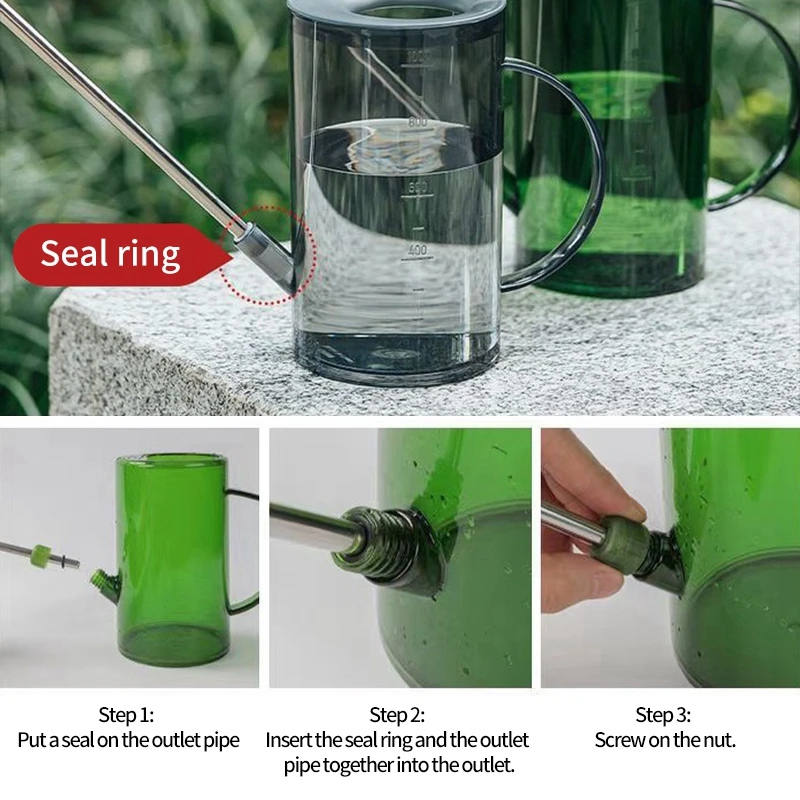 800
600
400
Seal ring
Step 1:
Put a seal on the outlet pipe
Step 2:
Insert the seal ring and the outlet
pipe together into the outlet.
Step 3:
Screw on the nut.